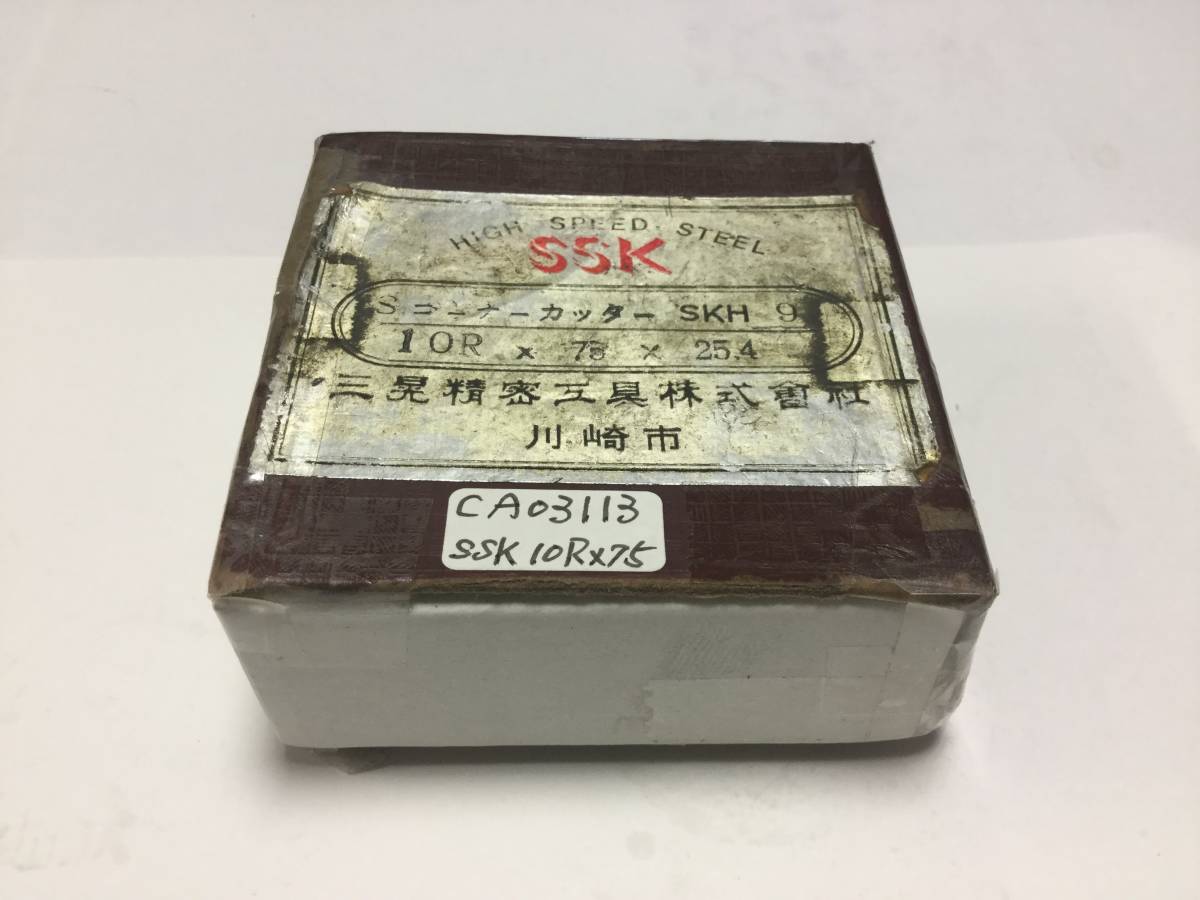 HiGH SPEED STEEL
SSK
S コーナーカッター SKH 9
10R x 75 x 25.4
三晃精密工具株式會社
川崎市
CA03113
SSK 10Rx75